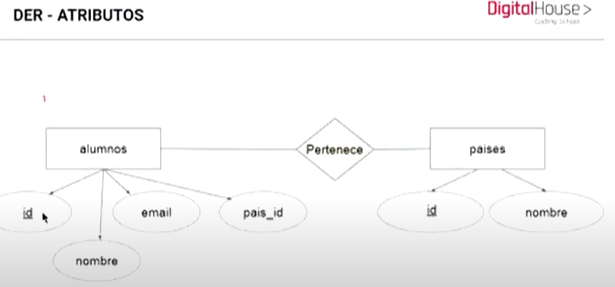 DER - ATRIBUTOS
DigitalHouse>
Coding School
alumnos
Pertenece
paises
id
email
pais_id
id
nombre
nombre